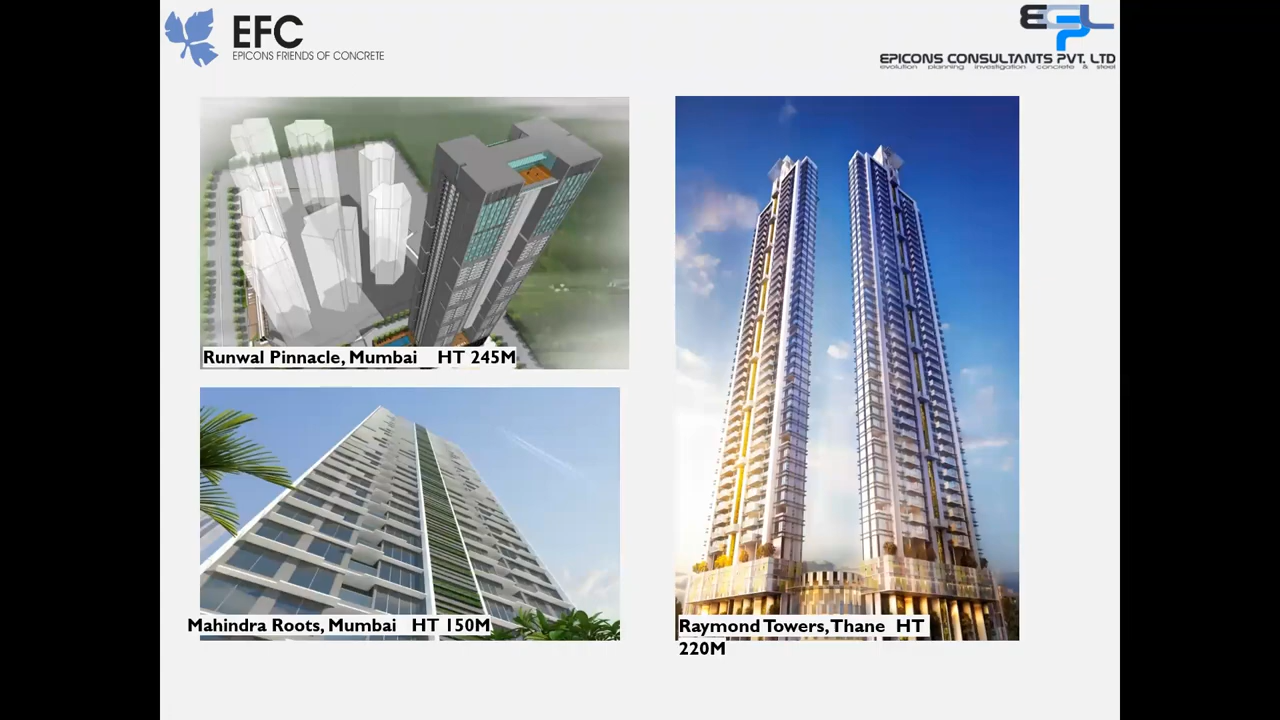 EFC
EPICONS FRIENDS OF CONCRETE
EGPL
EPICONS CONSULTANTS PVT. LTD
evolution planning investigation concrete & steel
Runwal Pinnacle, Mumbai HT 245M
Mahindra Roots, Mumbai HT 150M
Raymond Towers, Thane HT
220M